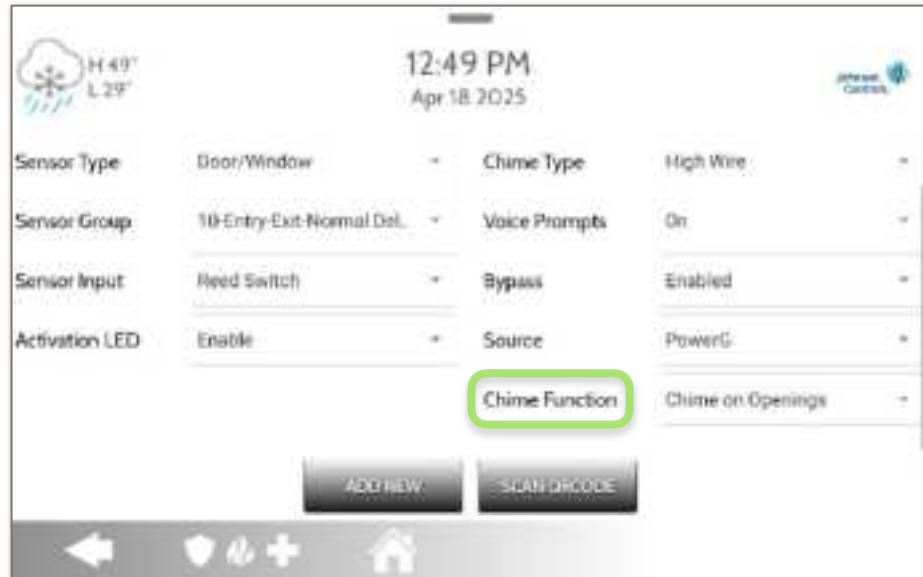 H 49°
L 29°
12:49 PM
Apr 18 2025
Johnson
Controls
Sensor Type Door/Window Chime Type High Wire
Sensor Group 10-Entry-Exit-Normal Del.. Voice Prompts On
Sensor Input Reed Switch Bypass Enabled
Activation LED Enable Source PowerG
Chime Function Chime on Openings
ADD NEW SCAN QRCODE